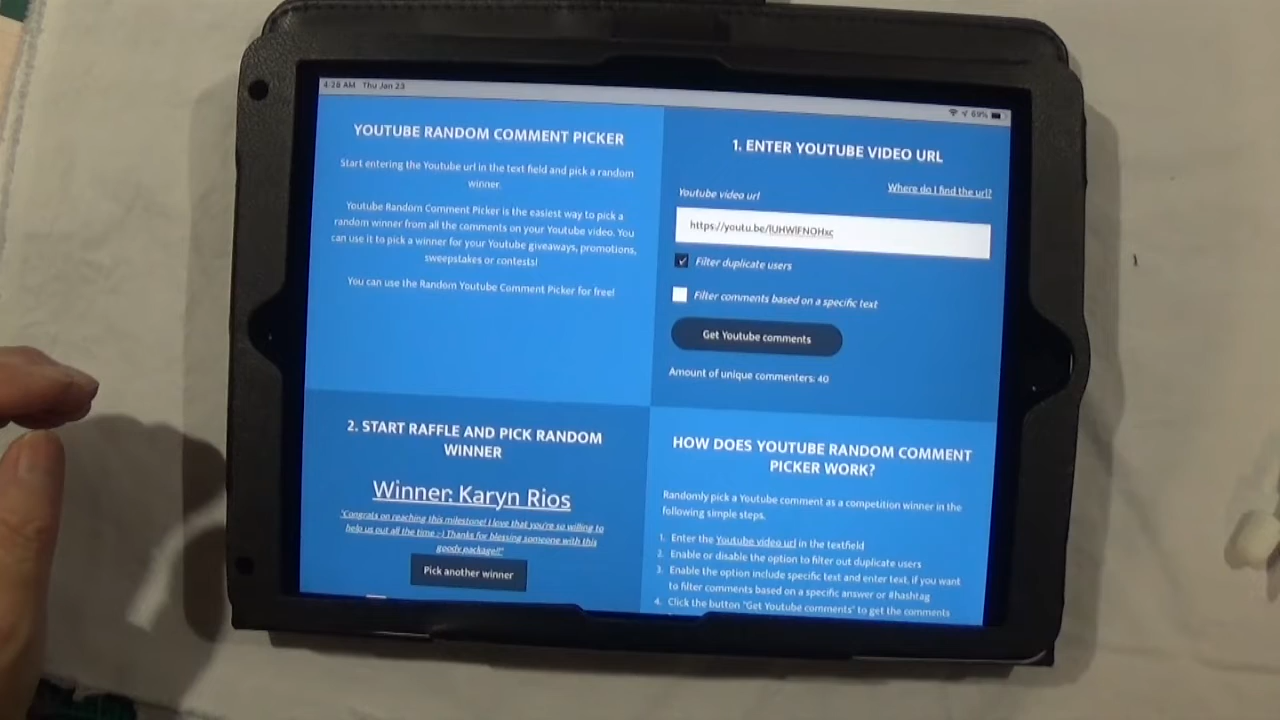 4:28 AM Thu Jan 23
69%
YOUTUBE RANDOM COMMENT PICKER
Start entering the Youtube url in the text field and pick a random
winner.
Youtube Random Comment Picker is the easiest way to pick a
random winner from all the comments on your Youtube video. You
can use it to pick a winner for your Youtube giveaways, promotions,
sweepstakes or contests!
You can use the Random Youtube Comment Picker for free!
1. ENTER YOUTUBE VIDEO URL
Where do I find the url?
Youtube video url
Filter duplicate users
Filter comments based on a specific text
Get Youtube comments
Amount of unique commenters: 40
2. START RAFFLE AND PICK RANDOM
WINNER
Winner: Karyn Rios
"Congrats on reaching this milestone! I love that you're so willing to
help us out all the time :-) Thanks for blessing someone with this
goody package!!"
Pick another winner
HOW DOES YOUTUBE RANDOM COMMENT
PICKER WORK?
Randomly pick a Youtube comment as a competition winner in the
following simple steps.
1. Enter the Youtube video url in the textfield
2. Enable or disable the option to filter out duplicate users
3. Enable the option include specific text and enter text, if you want
to filter comments based on a specific answer or #hashtag
4. Click the button "Get Youtube comments" to get the comments